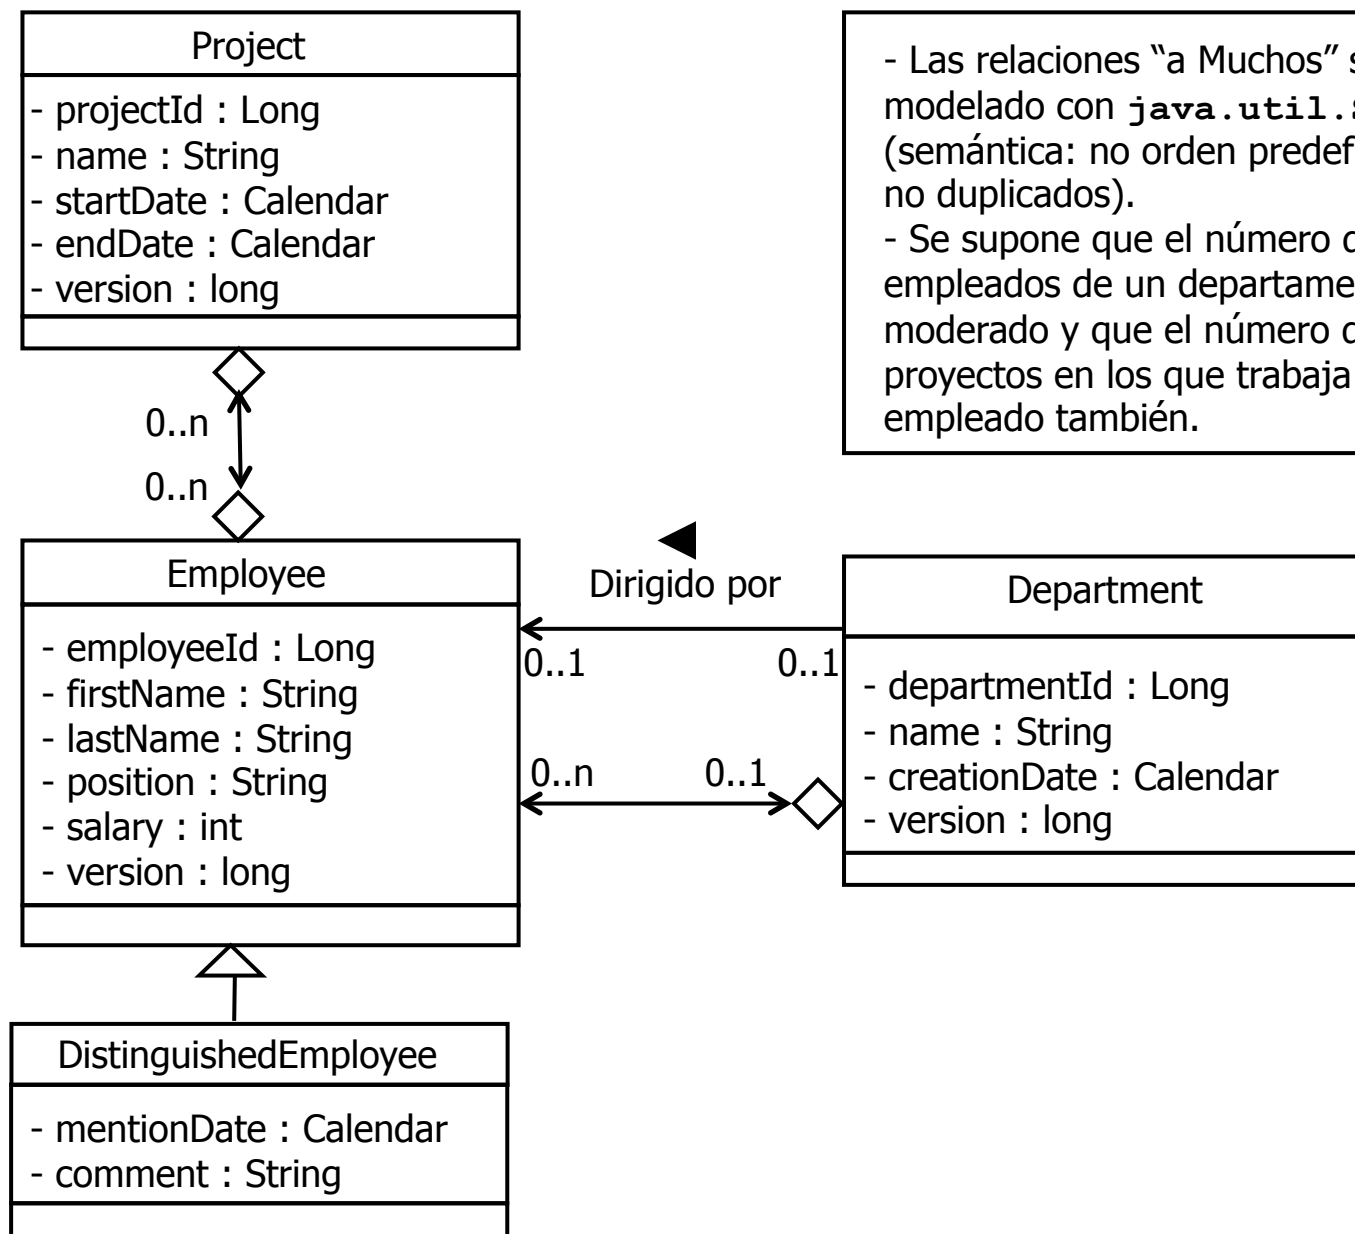 Project
- projectId : Long
- name : String
- startDate : Calendar
- endDate : Calendar
- version : long
- Las relaciones “a Muchos”
modelado con java.util.
(semántica: no orden
no duplicados).
- Se supone que el número
empleados de un
moderado y que el número
proyectos en los que trabaja
empleado también.
0..n
0..n
Employee
- employeeId : Long
- firstName : String
- lastName : String
- position : String
- salary : int
- version : long
Dirigido por
0..1
0..1
0..n
0..1
Department
- departmentId : Long
- name : String
- creationDate : Calendar
- version : long
DistinguishedEmployee
- mentionDate : Calendar
- comment : String